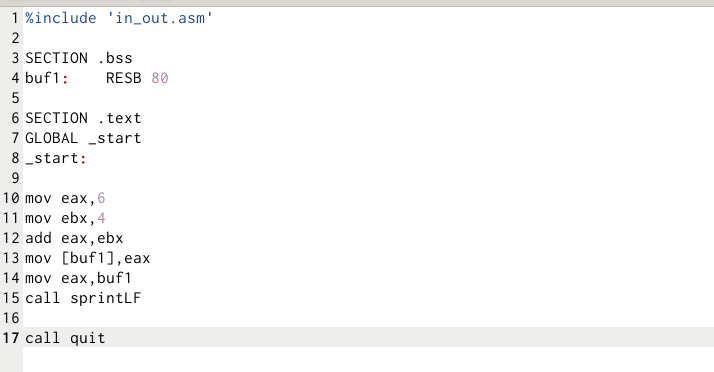 1 %include 'in_out.asm'
2
3 SECTION .bss
4 buf1:    RESB 80
5
6 SECTION .text
7 GLOBAL _start
8 _start:
9
10 mov eax,6
11 mov ebx,4
12 add eax,ebx
13 mov [buf1],eax
14 mov eax,buf1
15 call sprintLF
16
17 call quit